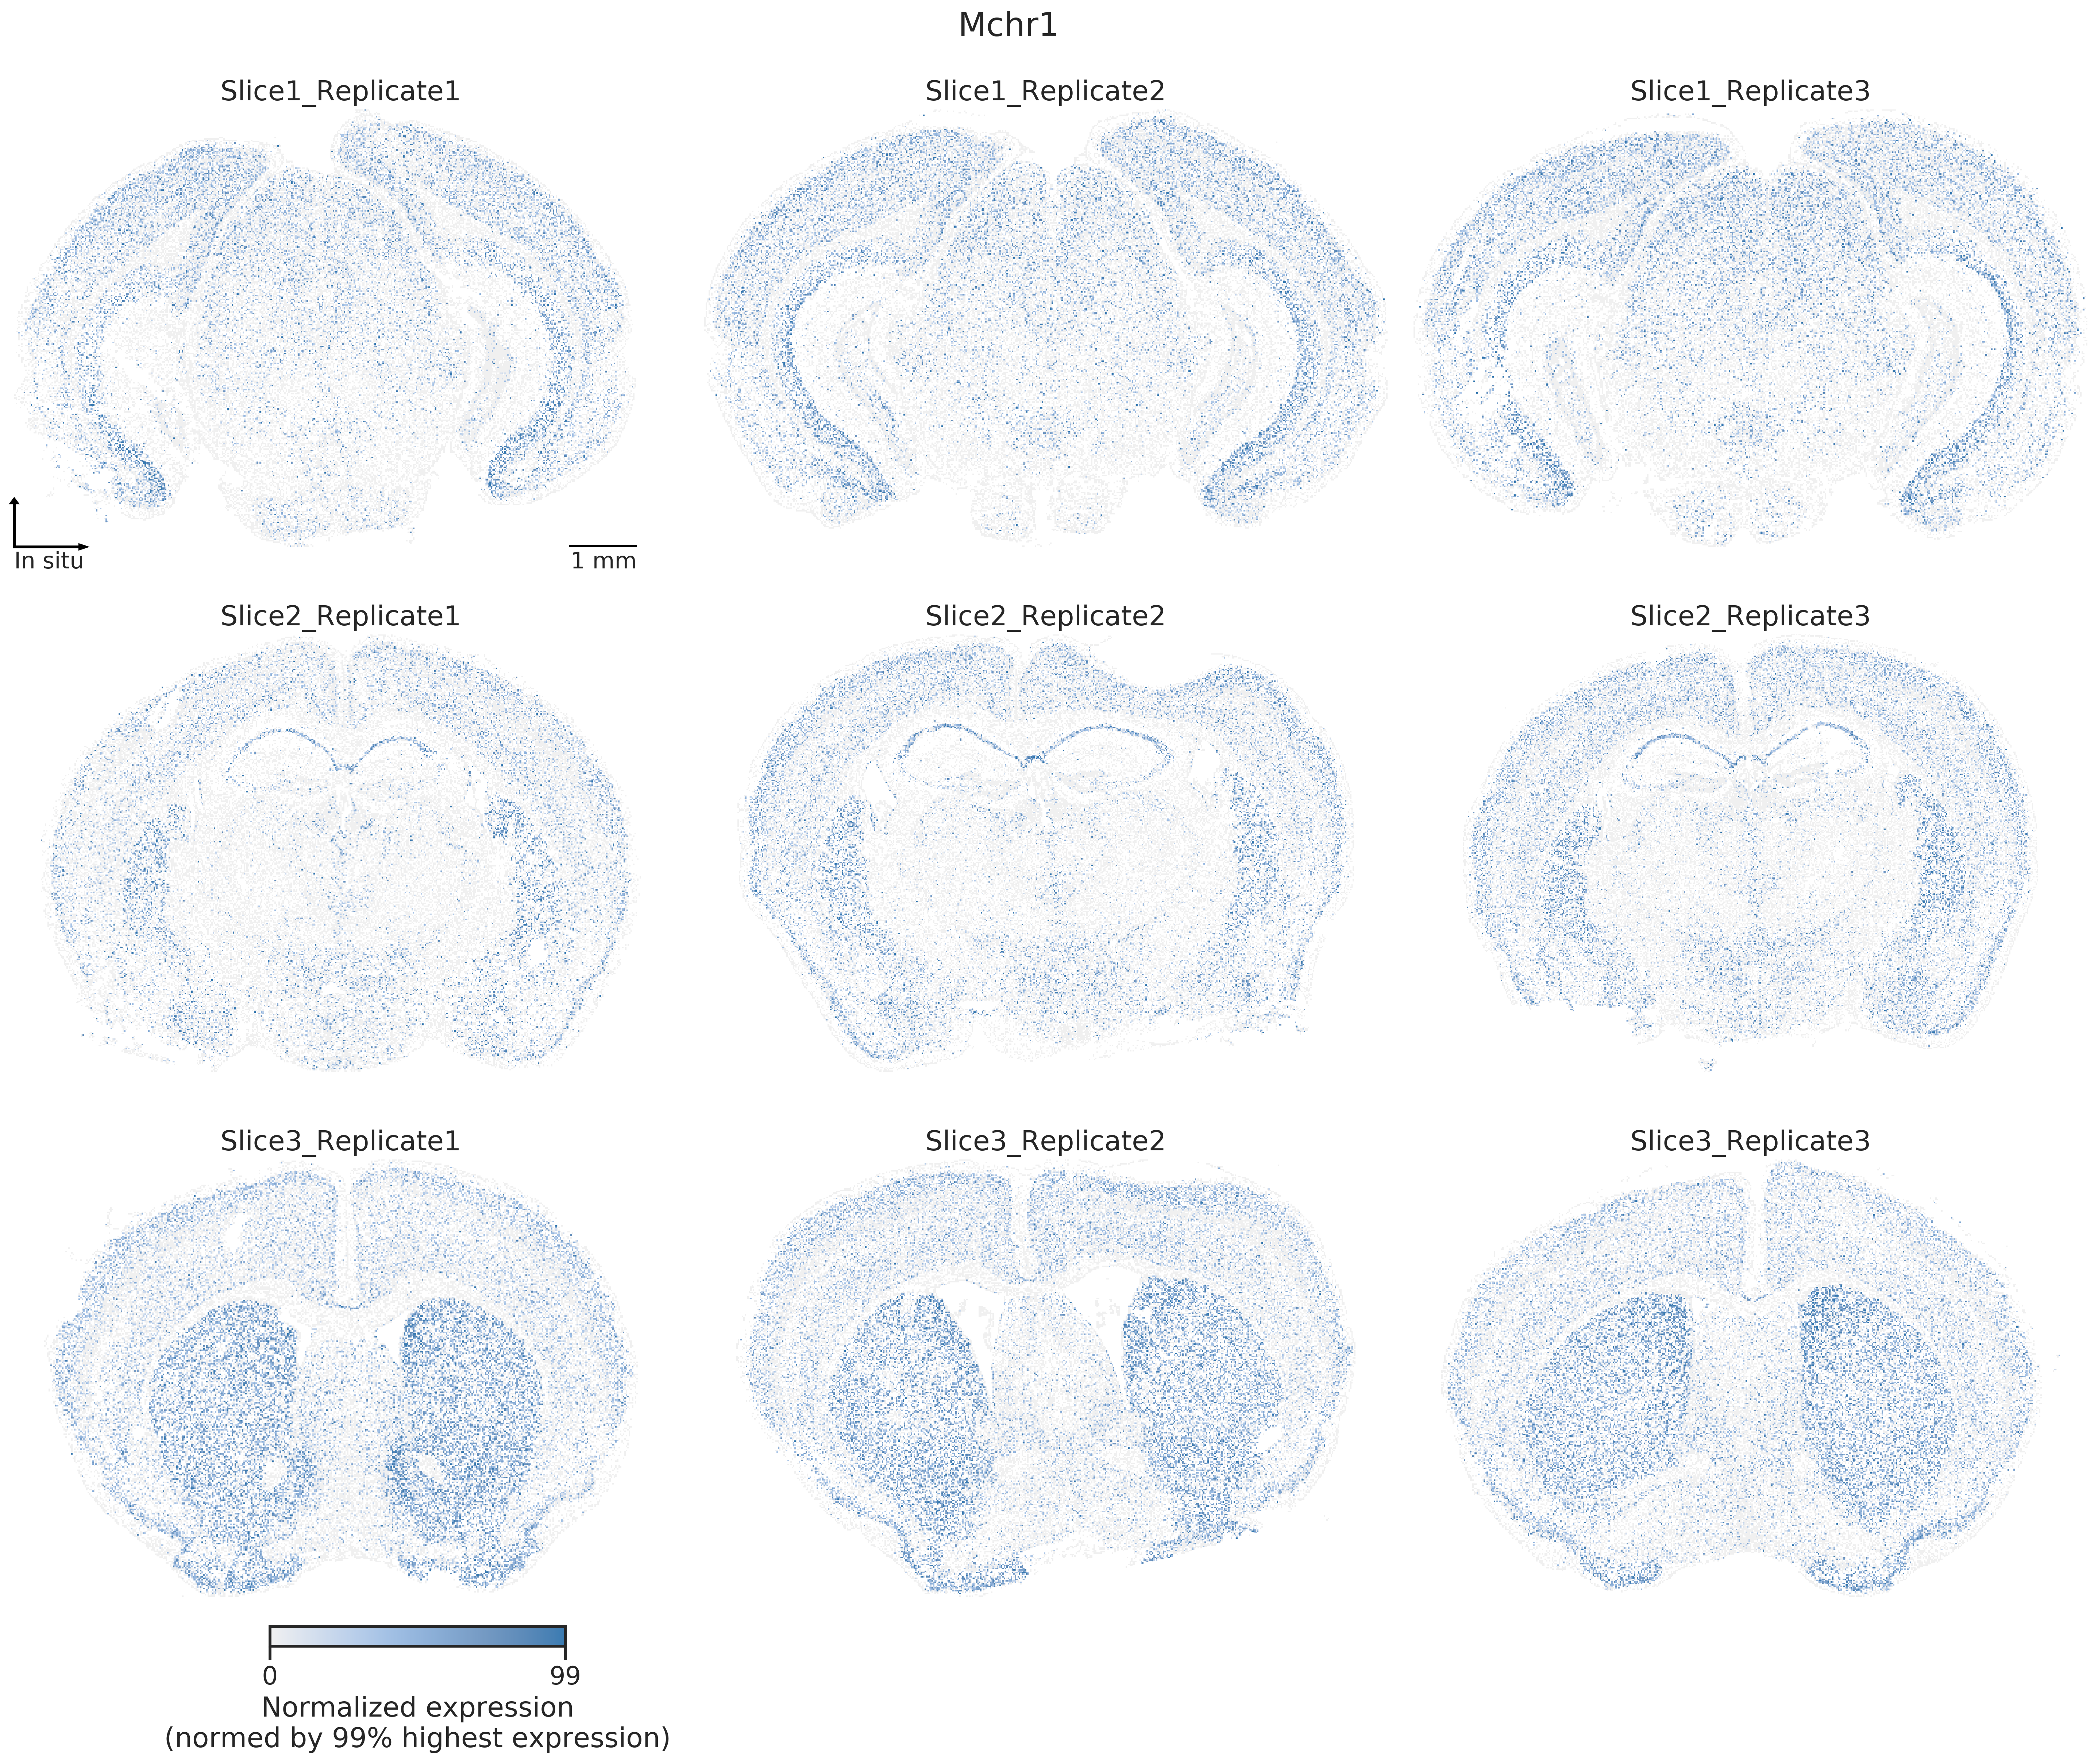 Mchr1
Slice1_Replicate1
Slice1_Replicate2
Slice1_Replicate3
In situ
1 mm
Slice2_Replicate1
Slice2_Replicate2
Slice2_Replicate3
Slice3_Replicate1
Slice3_Replicate2
Slice3_Replicate3
0
99
Normalized expression
(normed by 99% highest expression)